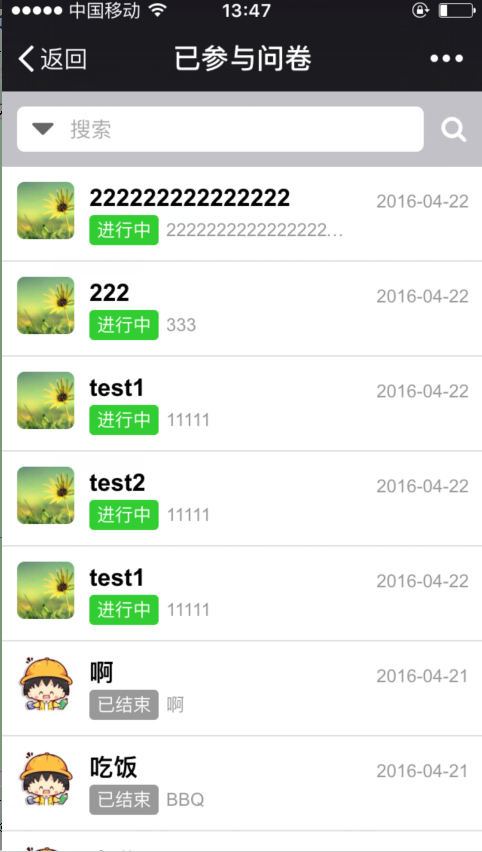 中国移动 13:47
返回 已参与问卷
搜索
222222222222222 2016-04-22
进行中 2222222222222222...
222 2016-04-22
进行中 333
test1 2016-04-22
进行中 11111
test2 2016-04-22
进行中 11111
test1 2016-04-22
进行中 11111
啊 2016-04-21
已结束 啊
吃饭 2016-04-21
已结束 BBQ